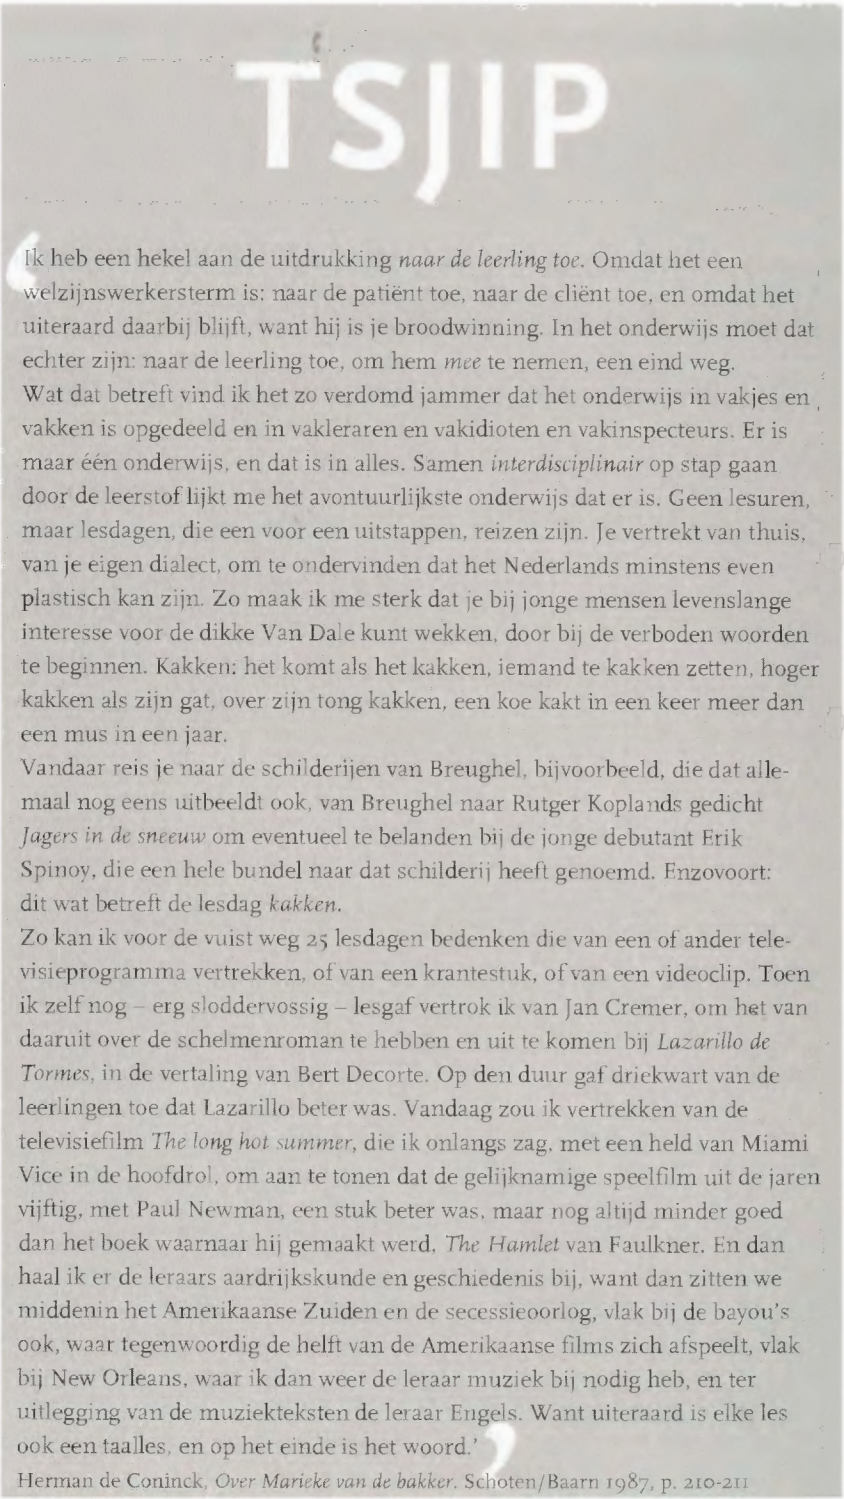 TSJIP
‘Ik heb een hekel aan de uitdrukking naar de leerling toe. Omdat het een
welzijnswerkersterm is: naar de patiënt toe, naar de cliënt toe, en omdat het
uiteraard daarbij blijft, want hij is je broodwinning. In het onderwijs moet dat
echter zijn: naar de leerling toe, om hem mee te nemen, een eind weg.
Wat dat betreft vind ik het zo verdomd jammer dat het onderwijs in vakjes en
vakken is opgedeeld en in vakleraren en vakidioten en vakinspecteurs. Er is
maar één onderwijs, en dat is in alles. Samen interdisciplinair op stap gaan
door de leerstof lijkt me het avontuurlijkste onderwijs dat er is. Geen lesuren,
maar lesdagen, die een voor een uitstappen, reizen zijn. Je vertrekt van thuis,
van je eigen dialect, om te ondervinden dat het Nederlands minstens even
plastisch kan zijn. Zo maak ik me sterk dat je bij jonge mensen levenslange
interesse voor de dikke Van Dale kunt wekken, door bij de verboden woorden
te beginnen. Kakken: het komt als het kakken, iemand te kakken zetten, hoger
kakken als zijn gat, over zijn tong kakken, een koe kakt in een keer meer dan
een mus in een jaar.
Vandaar reis je naar de schilderijen van Breughel, bijvoorbeeld, die dat alle-
maal nog eens uitbeeldt ook, van Breughel naar Rutger Koplands gedicht
Jagers in de sneeuw om eventueel te belanden bij de jonge debutant Erik
Spinoy, die een hele bundel naar dat schilderij heeft genoemd. Enzovoort:
dit wat betreft de lesdag kakken.
Zo kan ik voor de vuist weg 25 lesdagen bedenken die van een of ander tele-
visieprogramma vertrekken, of van een krantestuk, of van een videoclip. Toen
ik zelf nog – erg sloddervossig – lesgaf vertrok ik van Jan Cremer, om het van
daaruit over de schelmenroman te hebben en uit te komen bij Lazarillo de
Tormes, in de vertaling van Bert Decorte. Op den duur gaf driekwart van de
leerlingen toe dat Lazarillo beter was. Vandaag zou ik vertrekken van de
televisiefilm The long hot summer, die ik onlangs zag, met een held van Miami
Vice in de hoofdrol, om aan te tonen dat de gelijknamige speelfilm uit de jaren
vijftig, met Paul Newman, een stuk beter was, maar nog altijd minder goed
dan het boek waarnaar hij gemaakt werd, The Hamlet van Faulkner. En dan
haal ik er de leraars aardrijkskunde en geschiedenis bij, want dan zitten we
middenin het Amerikaanse Zuiden en de secessieoorlog, vlak bij de bayou’s
ook, waar tegenwoordig de helft van de Amerikaanse films zich afspeelt, vlak
bij New Orleans, waar ik dan weer de leraar muziek bij nodig heb, en ter
uitlegging van de muziekteksten de leraar Engels. Want uiteraard is elke les
ook een taalles, en op het einde is het woord.’
Herman de Coninck, Over Marieke van de bakker. Schoten/Baarn 1987, p. 210-211